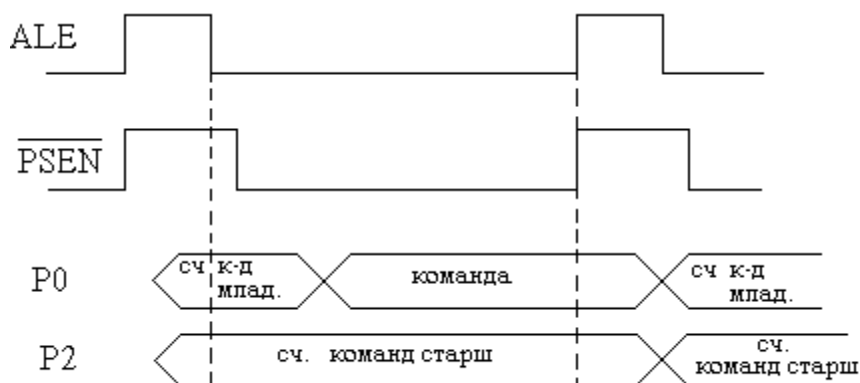 ALE
PSEN
P0
сч к-д
млад.
команда
сч к-д
млад.
P2
сч. команд старш
сч.
команд старш